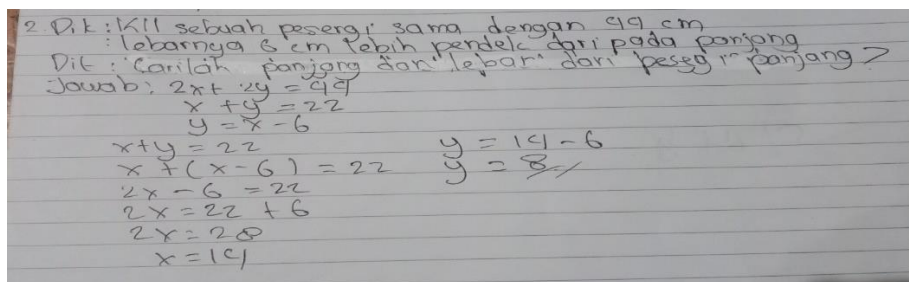 2. Dik : Kll sebuah pesergi sama dengan 44 cm
: lebarnya 6 cm lebih pendek dari pada panjang
Dit : Carilah panjang dan lebar dari peseg i panjang ?
Jawab : 2x + 2y = 44
x + y = 22
y = x - 6
x + y = 22
x + (x - 6) = 22
2x - 6 = 22
2x = 22 + 6
2x = 28
x = 14
y = 14 - 6
y = 8